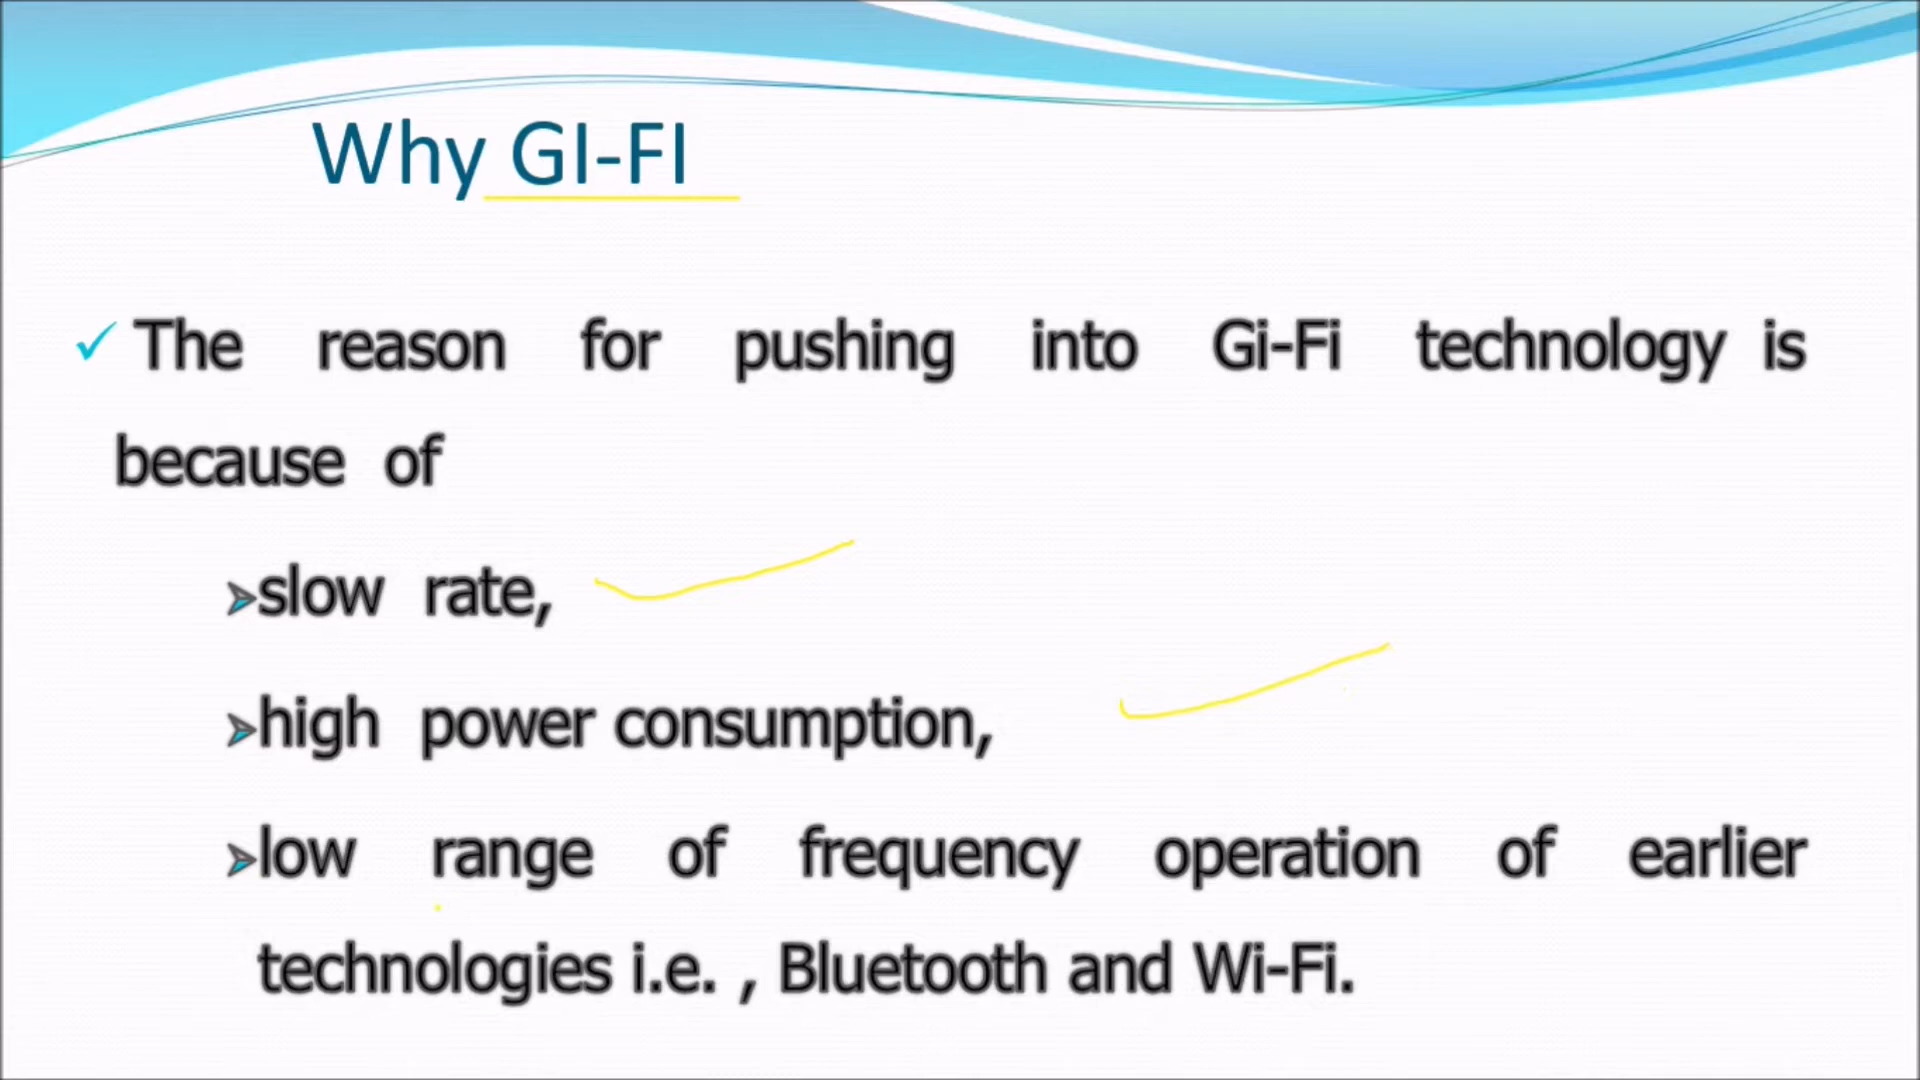 Why GI-FI
The reason for pushing into Gi-Fi technology is
because of
slow rate,
high power consumption,
low range of frequency operation of earlier
technologies i.e. , Bluetooth and Wi-Fi.